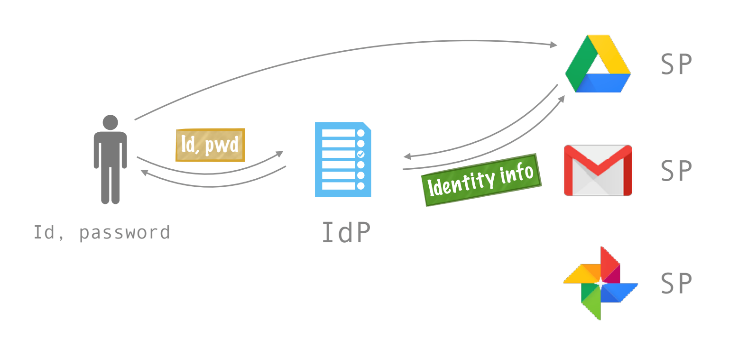 SP
Id, pwd
Identity info
SP
Id, password
IdP
SP